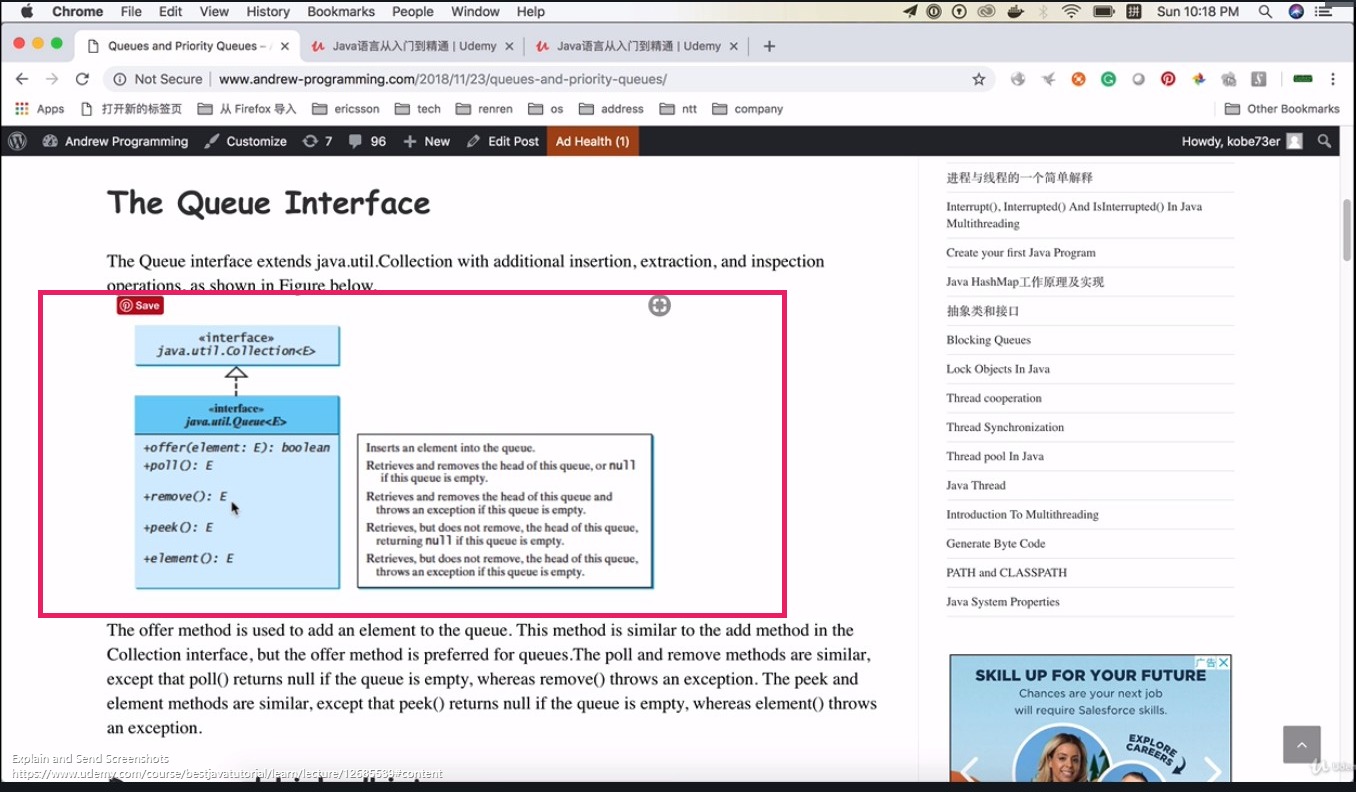 Chrome File Edit View History Bookmarks People Window Help
Sun 10:18 PM
Queues and Priority Queues –
Java语言从入门到精通 | Udemy
Java语言从入门到精通 | Udemy
Not Secure | www.andrew-programming.com/2018/11/23/queues-and-priority-queues/
Apps 打开新的标签页 从 Firefox 导入 ericsson tech renren os address ntt company Other Bookmarks
Andrew Programming Customize 7 96 New Edit Post Ad Health (1) Howdy, kobe73er
The Queue Interface
The Queue interface extends java.util.Collection with additional insertion, extraction, and inspection
operations, as shown in Figure below.
Save
«interface»
java.util.Collection<E>
«interface»
java.util.Queue<E>
+offer(element: E): boolean
+poll(): E
+remove(): E
+peek(): E
+element(): E
Inserts an element into the queue.
Retrieves and removes the head of this queue, or null
if this queue is empty.
Retrieves and removes the head of this queue and
throws an exception if this queue is empty.
Retrieves, but does not remove, the head of this queue,
returning null if this queue is empty.
Retrieves, but does not remove, the head of this queue,
throws an exception if this queue is empty.
The offer method is used to add an element to the queue. This method is similar to the add method in the
Collection interface, but the offer method is preferred for queues.The poll and remove methods are similar,
except that poll() returns null if the queue is empty, whereas remove() throws an exception. The peek and
element methods are similar, except that peek() returns null if the queue is empty, whereas element() throws
an exception.
进程与线程的一个简单解释
Interrupt(), Interrupted() And IsInterrupted() In Java
Multithreading
Create your first Java Program
Java HashMap工作原理及实现
抽象类和接口
Blocking Queues
Lock Objects In Java
Thread cooperation
Thread Synchronization
Thread pool In Java
Java Thread
Introduction To Multithreading
Generate Byte Code
PATH and CLASSPATH
Java System Properties
广告
SKILL UP FOR YOUR FUTURE
Chances are your next job
will require Salesforce skills.
EXPLORE
CAREERS
Explain and Send Screenshots
https://www.udemy.com/course/bestjavatutorial/learn/lecture/12685589#content